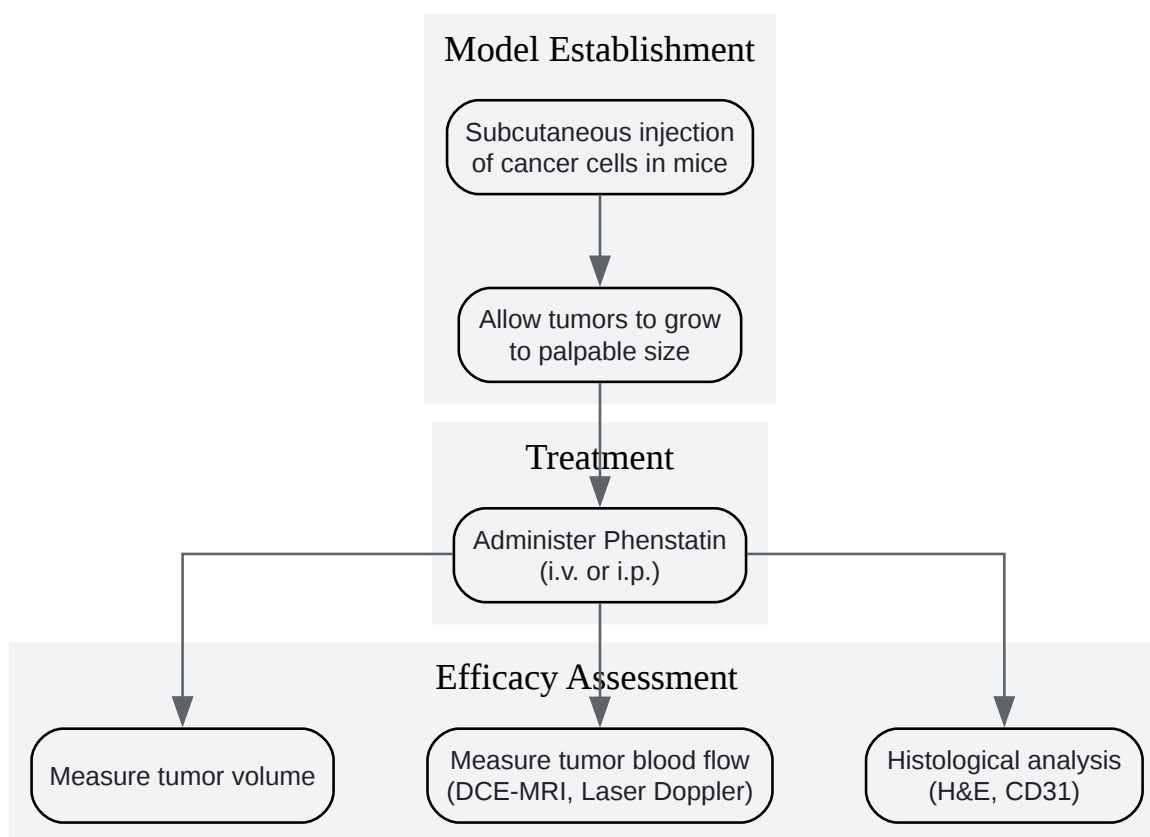 Model Establishment
Subcutaneous injection
of cancer cells in mice
Allow tumors to grow
to palpable size
Treatment
Administer Phenstatin
(i.v. or i.p.)
Efficacy Assessment
Measure tumor volume
Measure tumor blood flow
(DCE-MRI, Laser Doppler)
Histological analysis
(H&E, CD31)